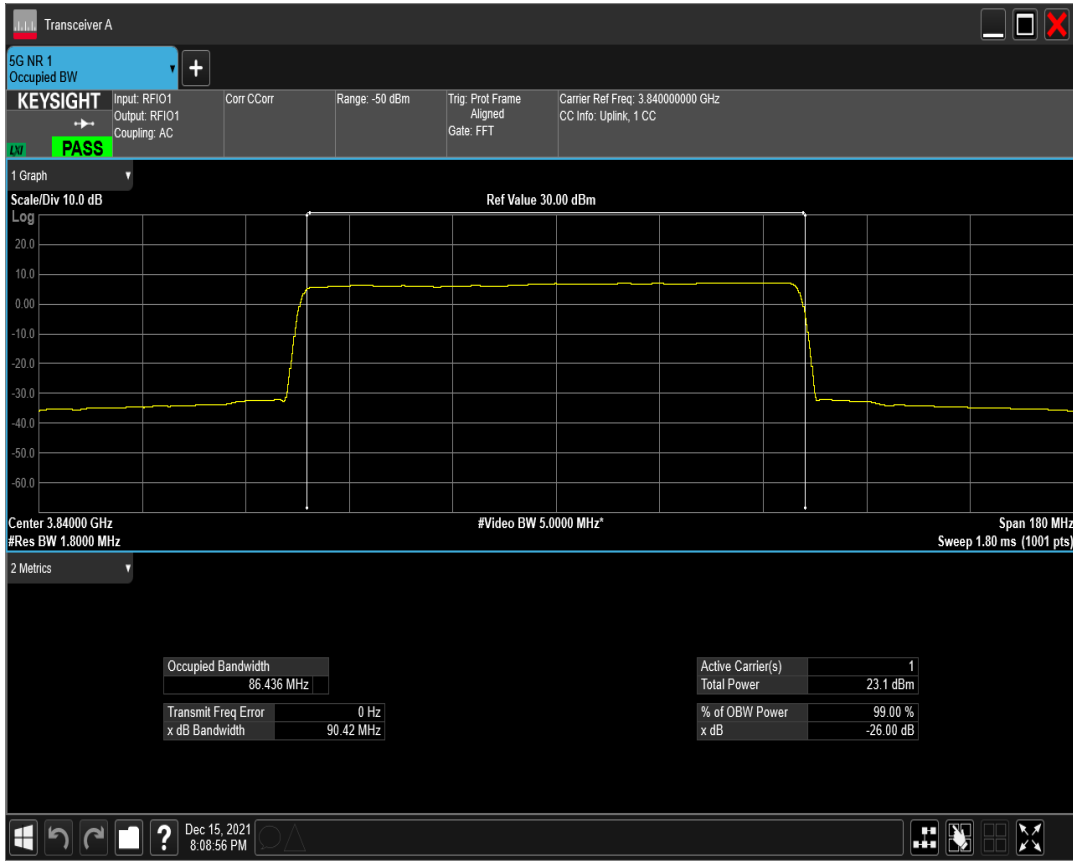 Transceiver A
5G NR 1
Occupied BW
+
KEYSIGHT
LXI
PASS
Input: RFIO1
Output: RFIO1
Coupling: AC
Corr CCorr
Range: -50 dBm
Trig: Prot Frame
Aligned
Gate: FFT
Carrier Ref Freq: 3.840000000 GHz
CC Info: Uplink, 1 CC
1 Graph
Scale/Div 10.0 dB
Ref Value 30.00 dBm
Log
20.0
10.0
0.00
-10.0
-20.0
-30.0
-40.0
-50.0
-60.0
Center 3.84000 GHz
#Video BW 5.0000 MHz*
Span 180 MHz
#Res BW 1.8000 MHz
Sweep 1.80 ms (1001 pts)
2 Metrics
Occupied Bandwidth
86.436 MHz
Transmit Freq Error 0 Hz
x dB Bandwidth 90.42 MHz
Active Carrier(s) 1
Total Power 23.1 dBm
% of OBW Power 99.00 %
x dB -26.00 dB
?
Dec 15, 2021
8:08:56 PM